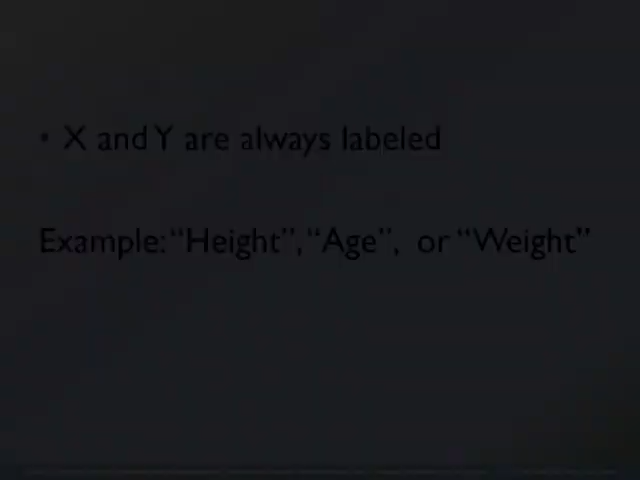 • X and Y are always labeled
Example: “Height”, “Age”, or “Weight”